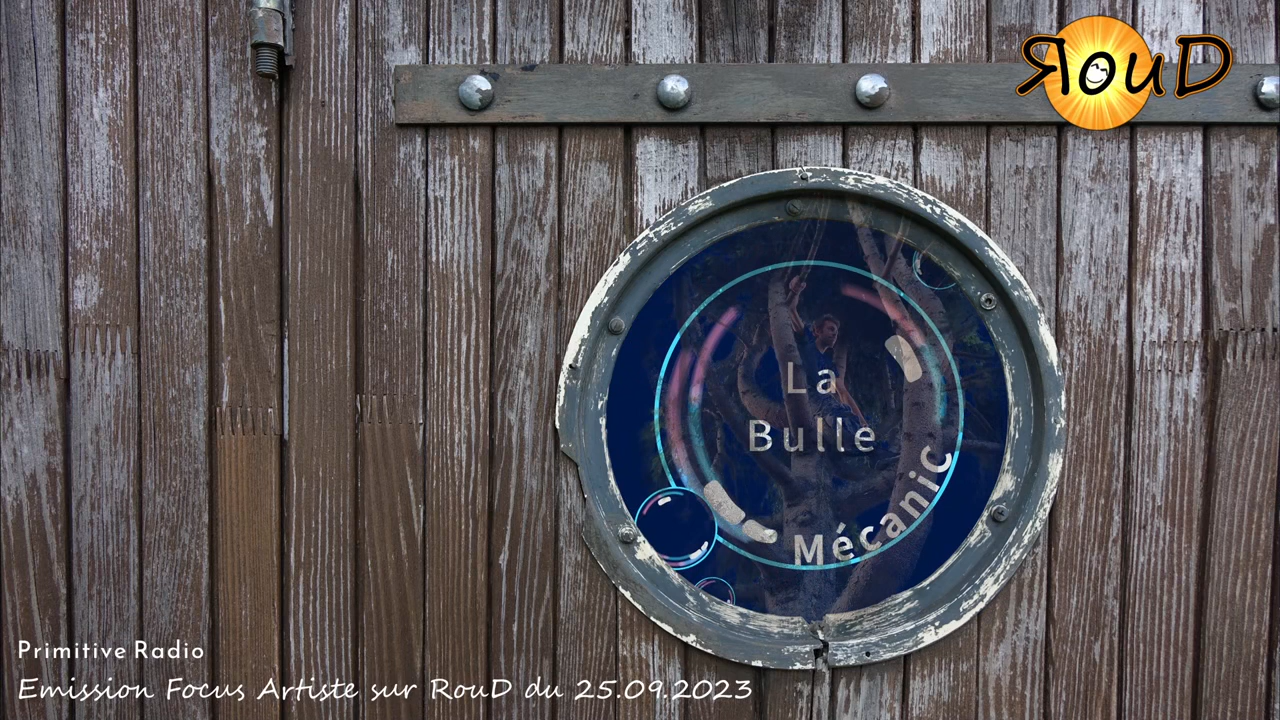 RouD
La
Bulle
Mécanic
Primitive Radio
Emission Focus Artiste sur RouD du 25.09.2023